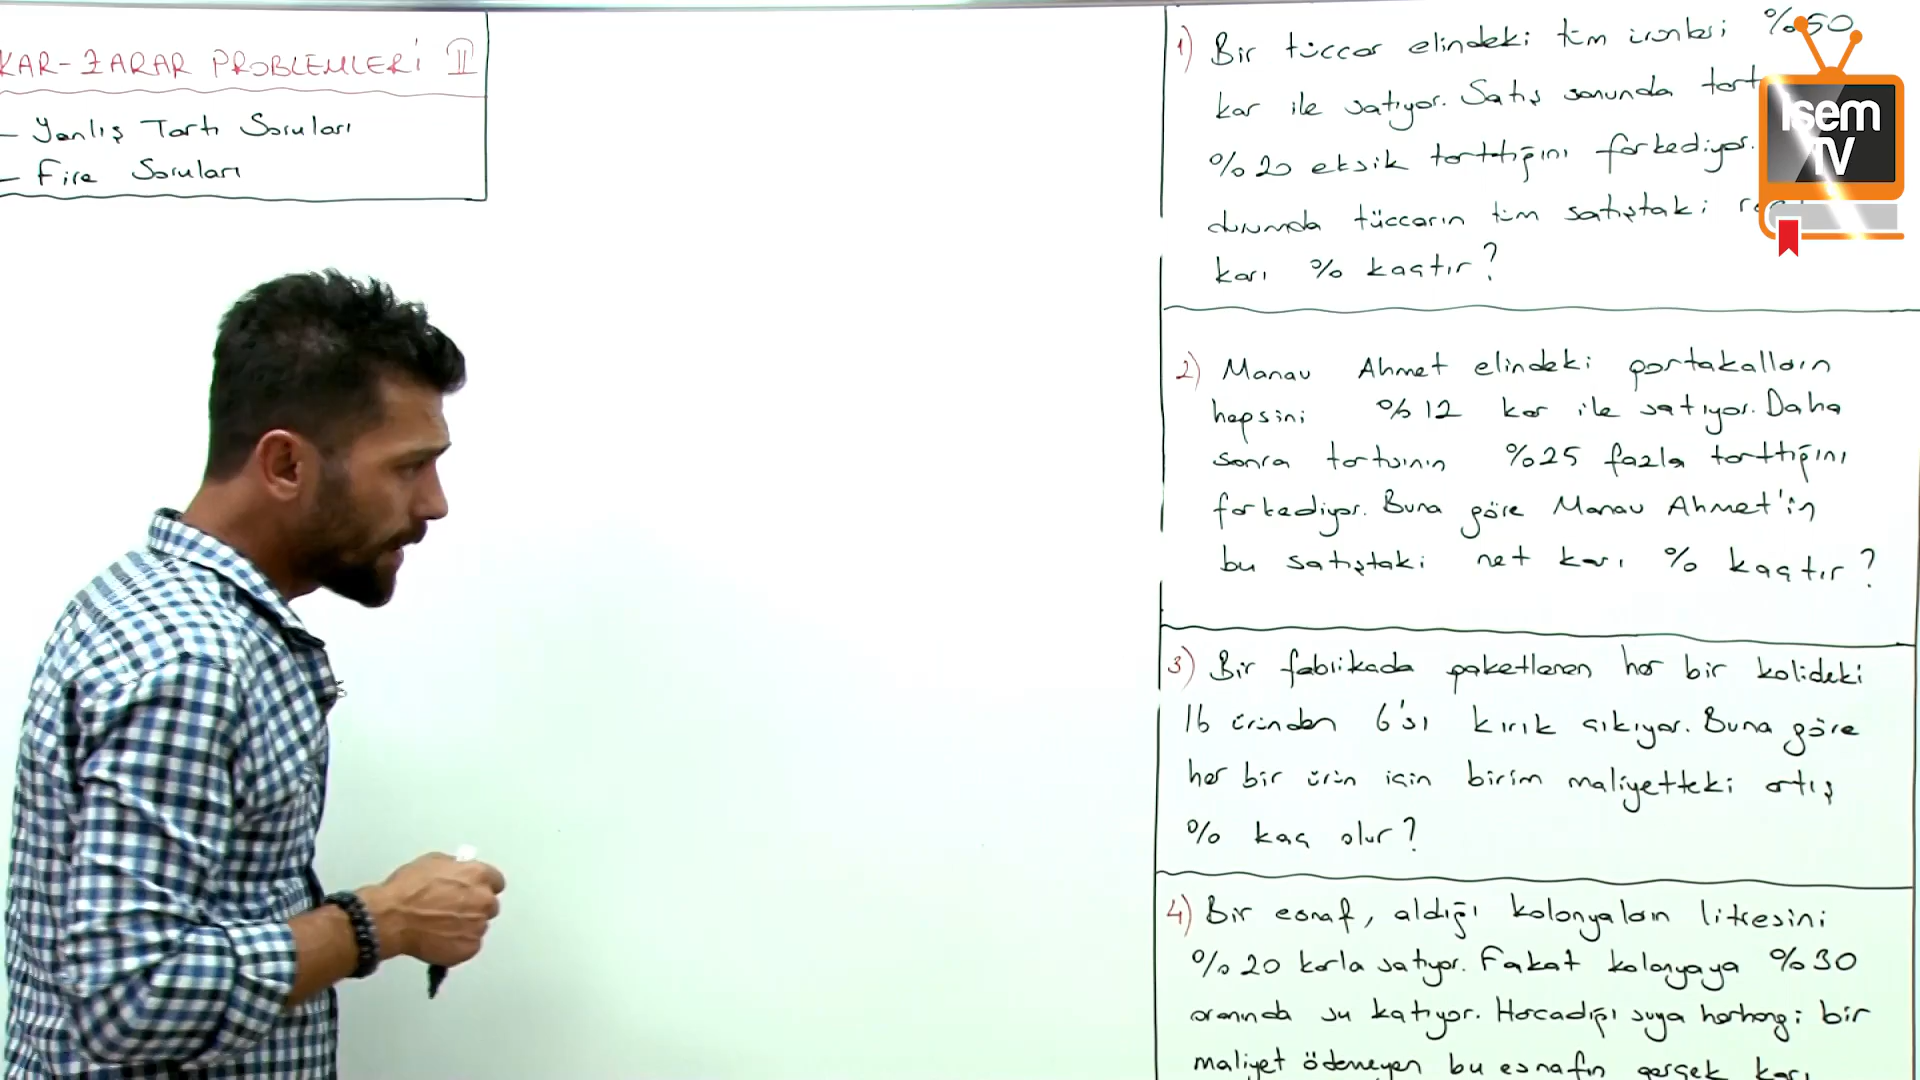 KAR-ZARAR PROBLEMLERİ II
- Yanlış Tartı Soruları
- Fire Soruları
1) Bir tüccar elindeki tüm ürünleri %50
kar ile satıyor. Satış sonunda
%20 eksik tarttığını farkediyor.
durumda tüccarın tüm satıştaki
karı % kaçtır?
2) Manav Ahmet elindeki portakalların
hepsini %12 kar ile satıyor. Daha
sonra tartısının %25 fazla tarttığını
farkediyor. Buna göre Manav Ahmet'in
bu satıştaki net karı % kaçtır?
3) Bir fabrikada paketlenen her bir kolideki
16 üründen 6'sı kırık çıkıyor. Buna göre
her bir ürün için birim maliyetteki artış
% kaç olur?
4) Bir esnaf, aldığı kolonyaların litresini
%20 karla satıyor. Fakat kolonyaya %30
oranında su katıyor. Harcadığı suya herhangi bir
maliyet ödemeyen bu esnafın gerçek karı
isem
TV